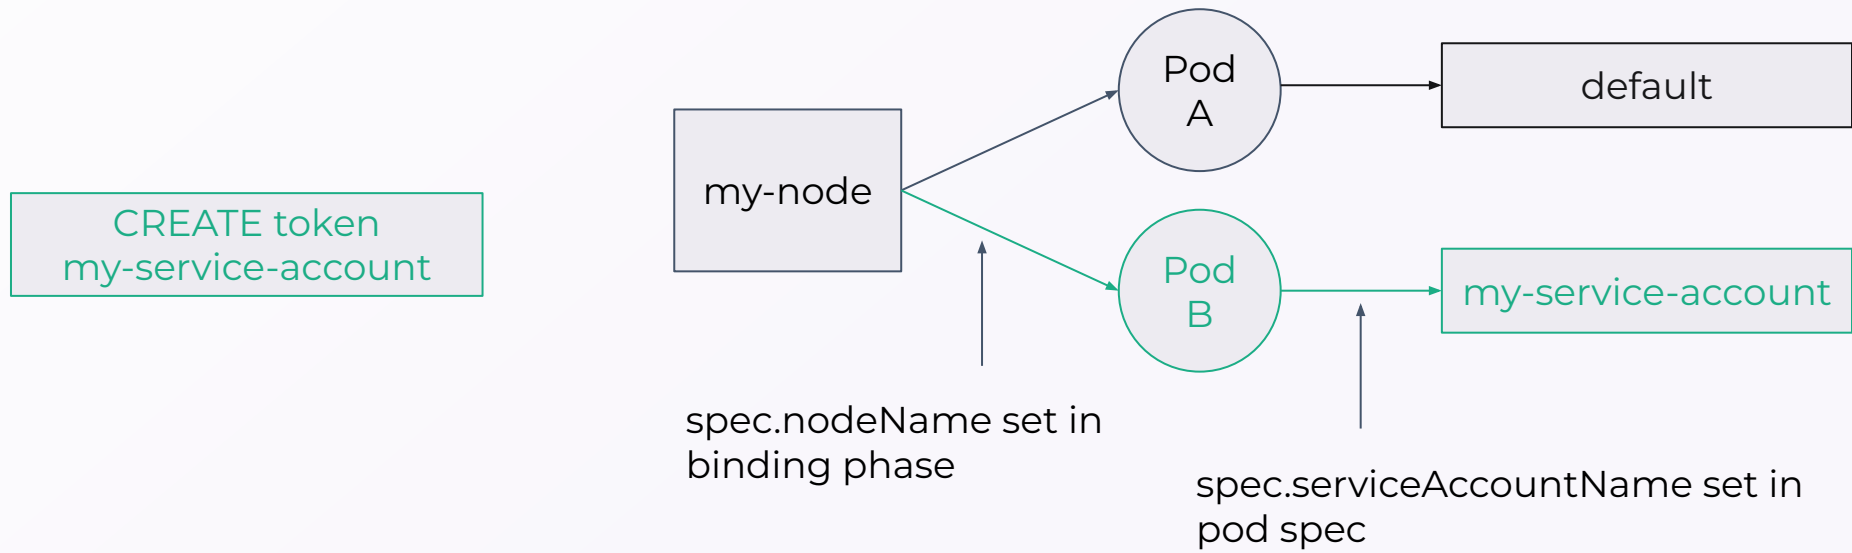 CREATE token
my-service-account
my-node
Pod
A
default
Pod
B
my-service-account
spec.nodeName set in
binding phase
spec.serviceAccountName set in
pod spec